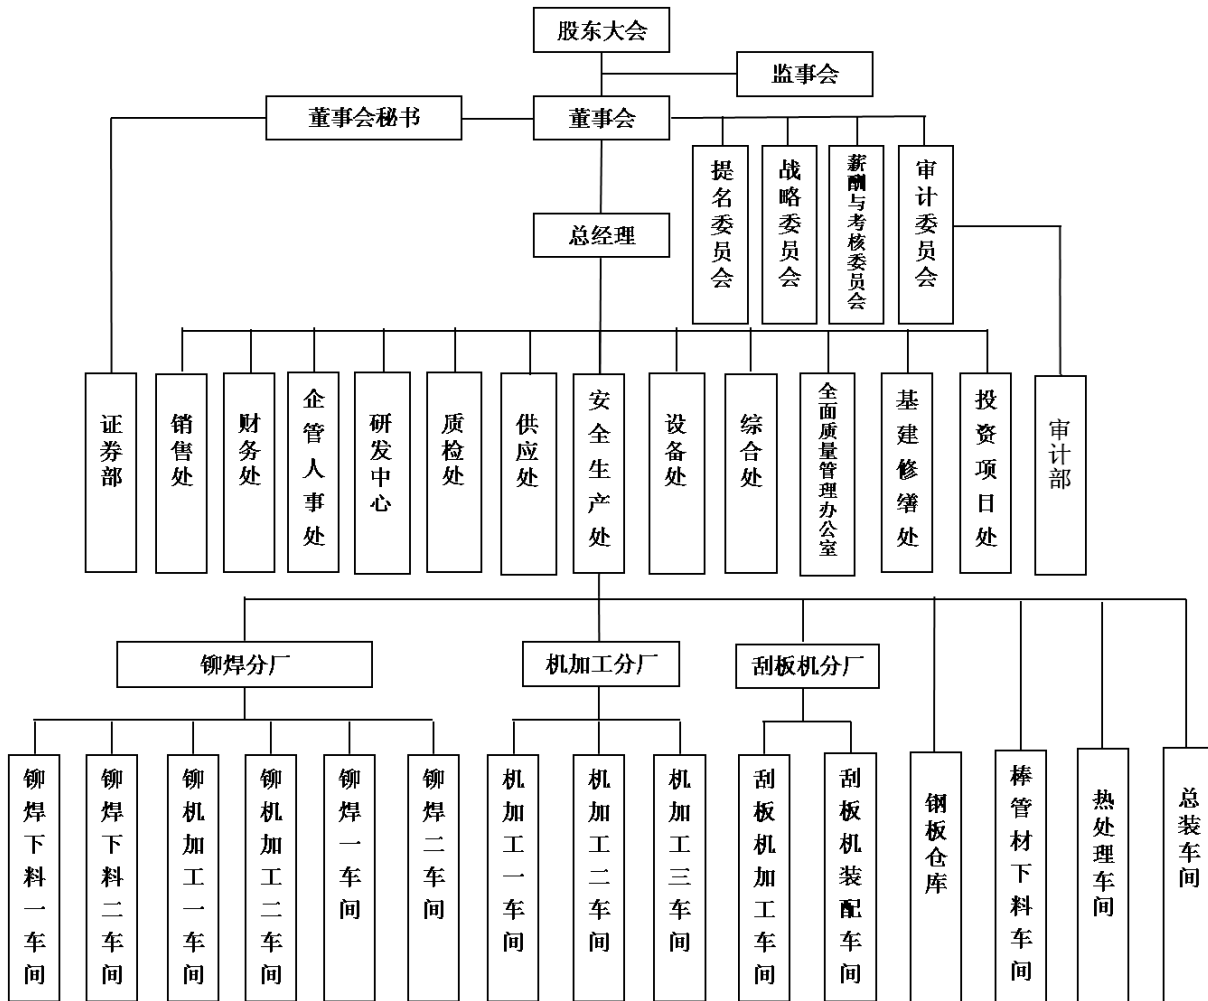 股东大会
监事会
董事会秘书
董事会
提名委员会
战略委员会
薪酬与考核委员会
审计委员会
总经理
证券部
销售处
财务处
企管人事处
研发中心
质检处
供应处
安全生产处
设备处
综合处
全面质量管理办公室
基建修缮处
投资项日处
审计部
铆焊分厂
机加工分厂
刮板机分厂
铆焊下料一车间
铆焊下料二车间
铆机加工一车间
铆机加工二车间
铆焊一车间
铆焊二车间
机加工一车间
机加工二车间
机加工三车间
刮板机加工车间
刮板机装配车间
钢板仓库
棒管材下料车间
热处理车间
总装车间